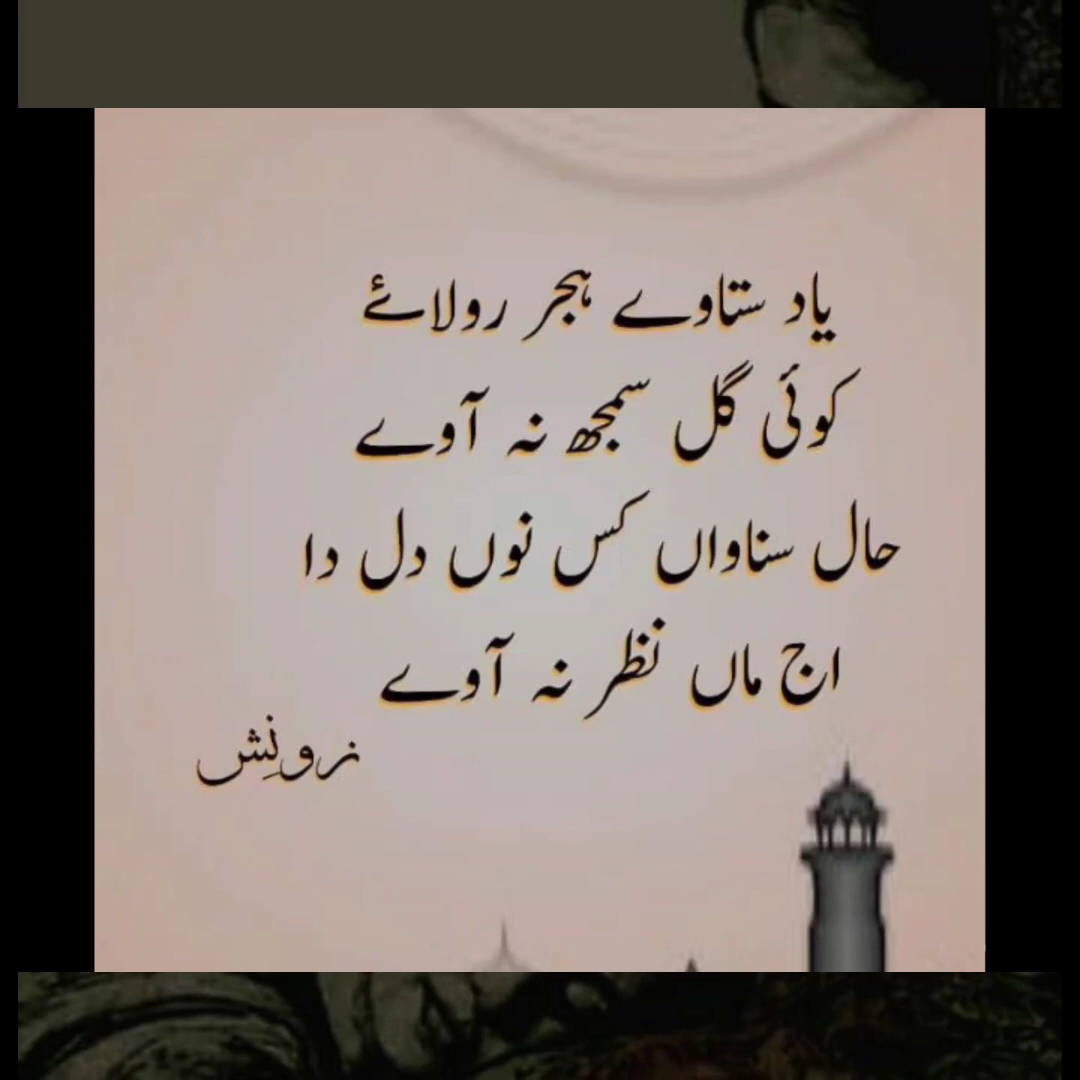 یاد ستاوے ہجر رولائے
کوئی گل سمجھ نہ آوے
حال سناواں کس نوں دل دا
اج ماں نظر نہ آوے